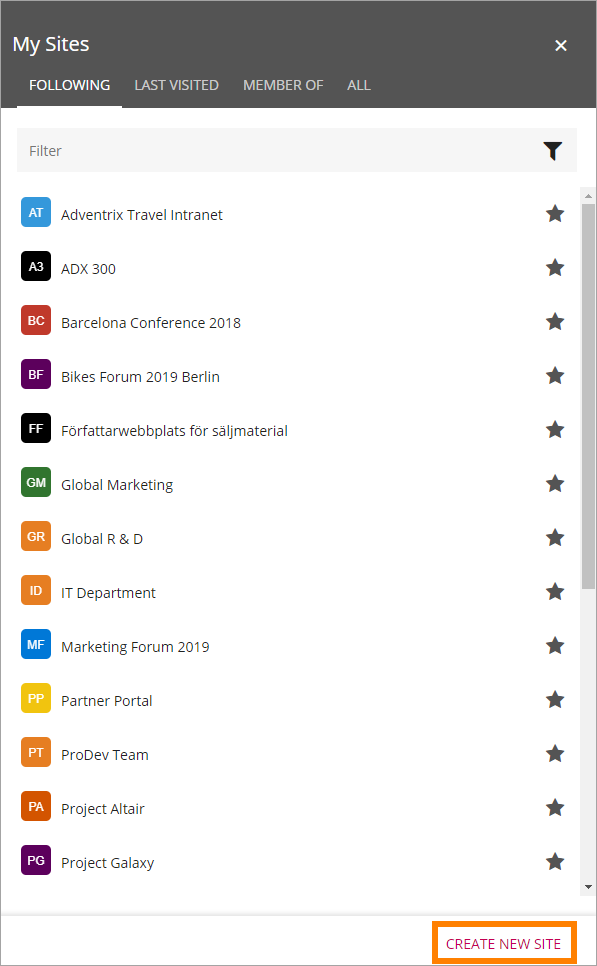 My Sites
FOLLOWING LAST VISITED MEMBER OF ALL
Filter
AT Adventrix Travel Intranet
A3 ADX 300
BC Barcelona Conference 2018
BF Bikes Forum 2019 Berlin
FF Författarwebbplats för säljmaterial
GM Global Marketing
GR Global R & D
ID IT Department
MF Marketing Forum 2019
PP Partner Portal
PT ProDev Team
PA Project Altair
PG Project Galaxy
CREATE NEW SITE